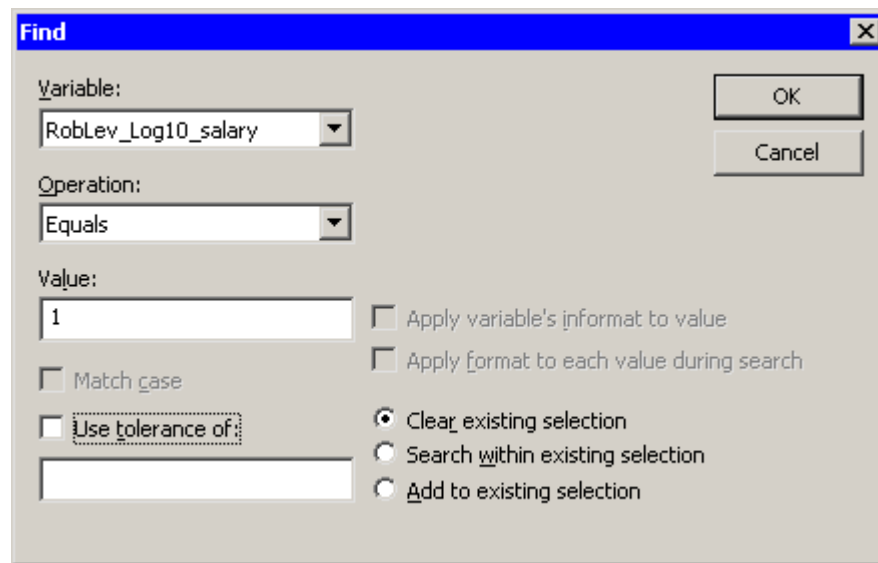 Find
Variable:
RobLev_Log10_salary
OK
Cancel
Operation:
Equals
Value:
1
Apply variable's informat to value
Apply format to each value during search
Match case
Use tolerance of:
Clear existing selection
Search within existing selection
Add to existing selection